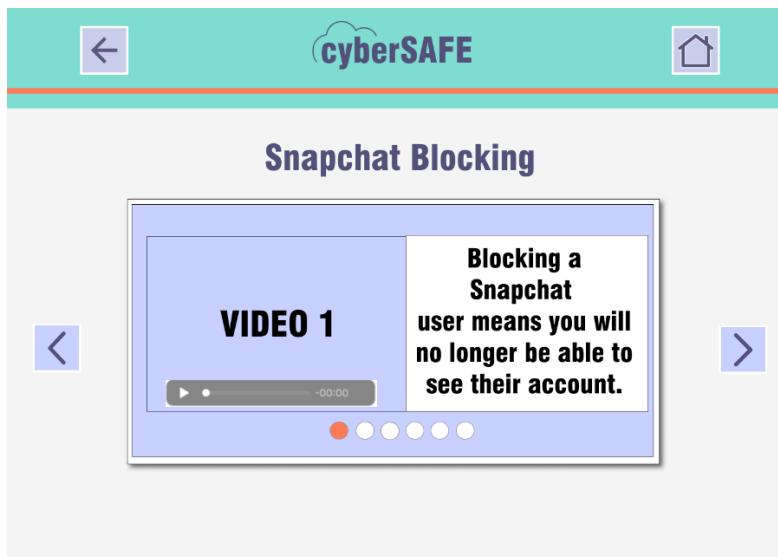 cyberSAFE
Snapchat Blocking
VIDEO 1
-00:00
Blocking a
Snapchat
user means you will
no longer be able to
see their account.